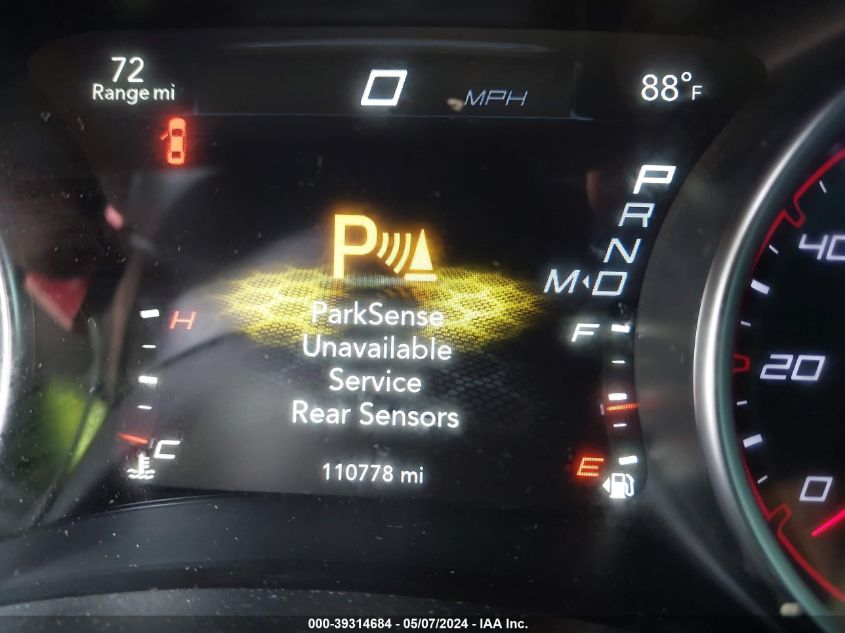 72
Range mi
0 MPH
88°F
P
P
R
N
M◂D
ParkSense
Unavailable
Service
Rear Sensors
H
C
F
E
110778 mi
40
20
0
000-39314684 - 05/07/2024 - IAA Inc.